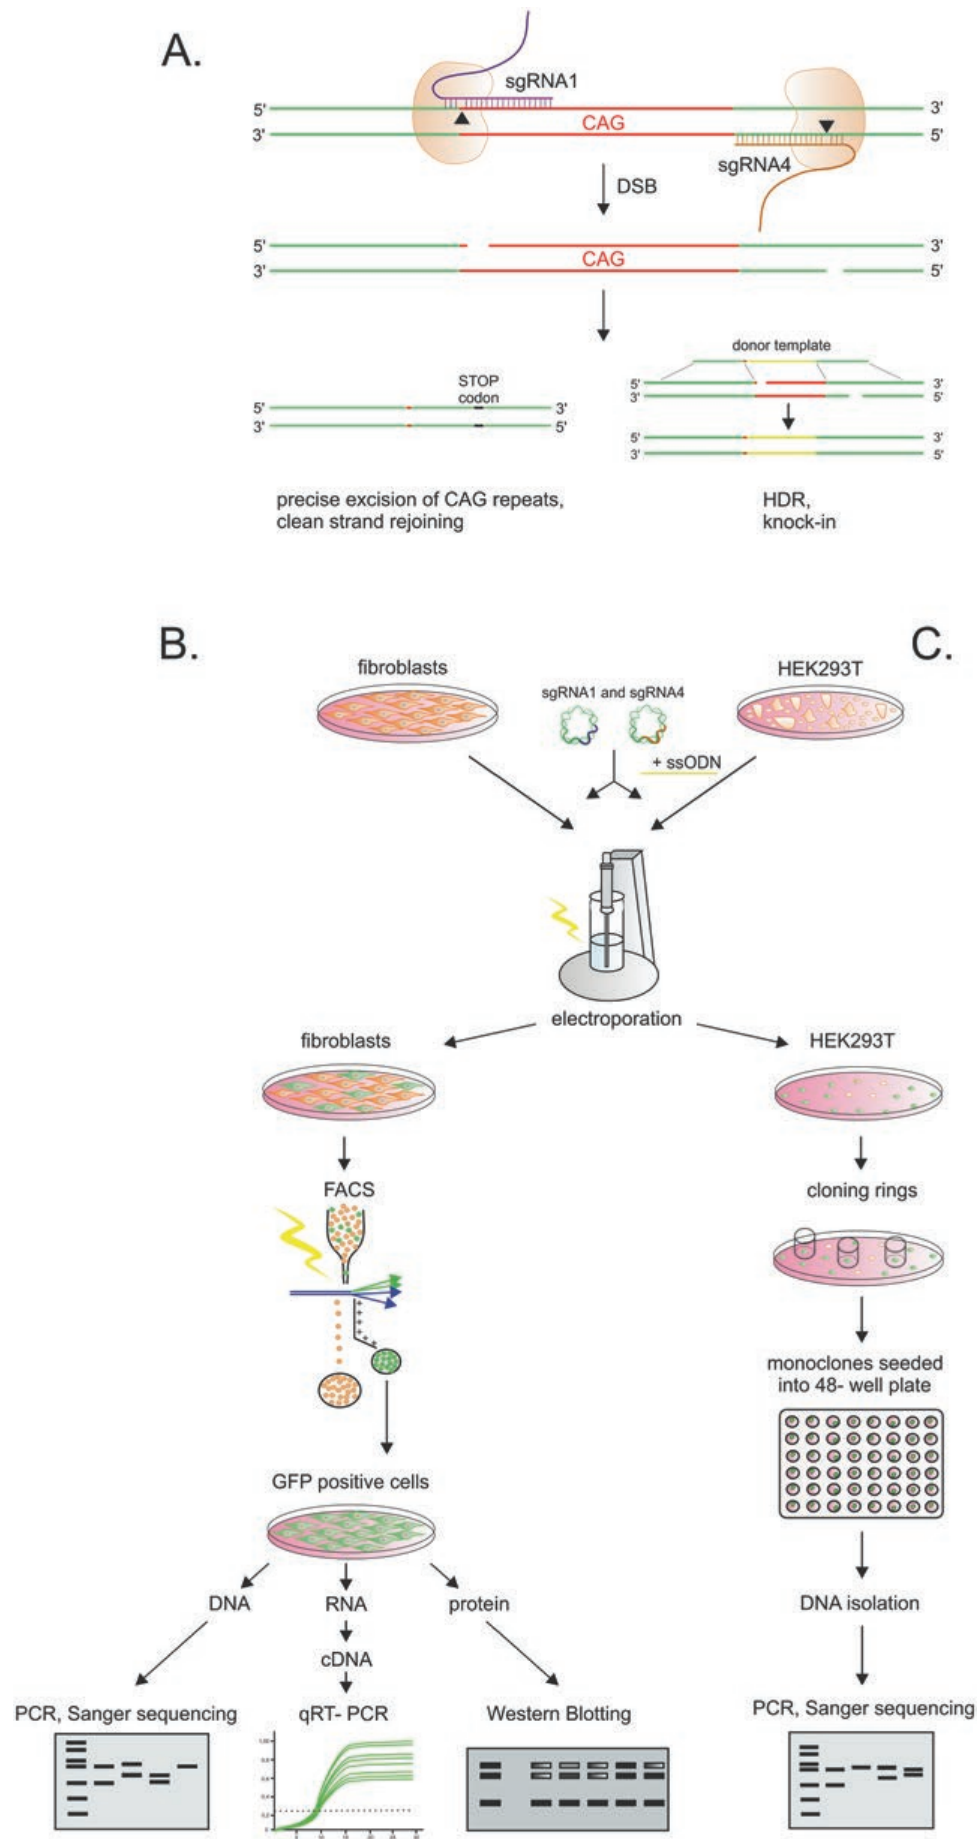 A.
sgRNA1
5'
3'
CAG
3'
5'
sgRNA4
DSB
5'
3'
CAG
3'
5'
donor template
STOP
codon
5'
3'
3'
5'
5'
3'
3'
5'
5'
3'
3'
5'
precise excision of CAG repeats,
clean strand rejoining
HDR,
knock-in
B.
C.
fibroblasts
HEK293T
sgRNA1 and sgRNA4
+ ssODN
electroporation
fibroblasts
HEK293T
FACS
cloning rings
monoclones seeded
into 48- well plate
GFP positive cells
DNA
RNA
protein
DNA isolation
cDNA
PCR, Sanger sequencing
qRT- PCR
Western Blotting
PCR, Sanger sequencing